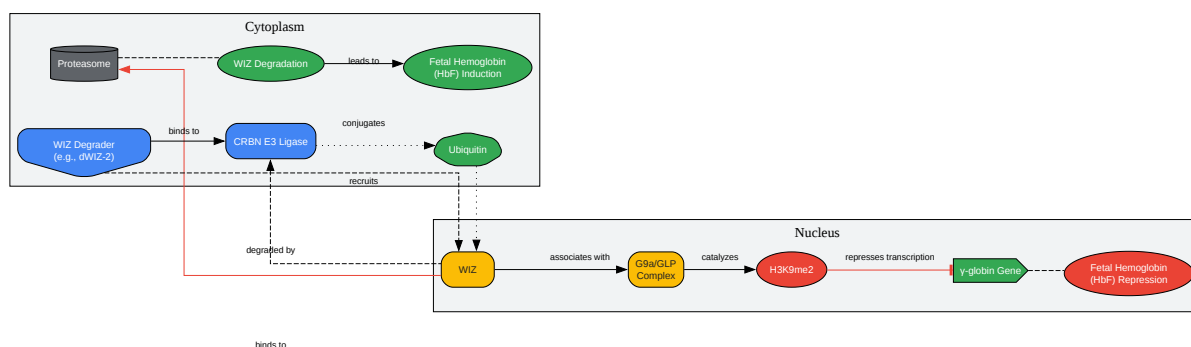 Cytoplasm
Proteasome
WIZ Degradation
leads to
Fetal Hemoglobin
(HbF) Induction
WIZ Degrader
(e.g., dWIZ-2)
binds to
CRBN E3 Ligase
conjugates
Ubiquitin
recruits
degraded by
Nucleus
WIZ
associates with
G9a/GLP
Complex
catalyzes
H3K9me2
represses transcription
γ-globin Gene
Fetal Hemoglobin
(HbF) Repression
binds to